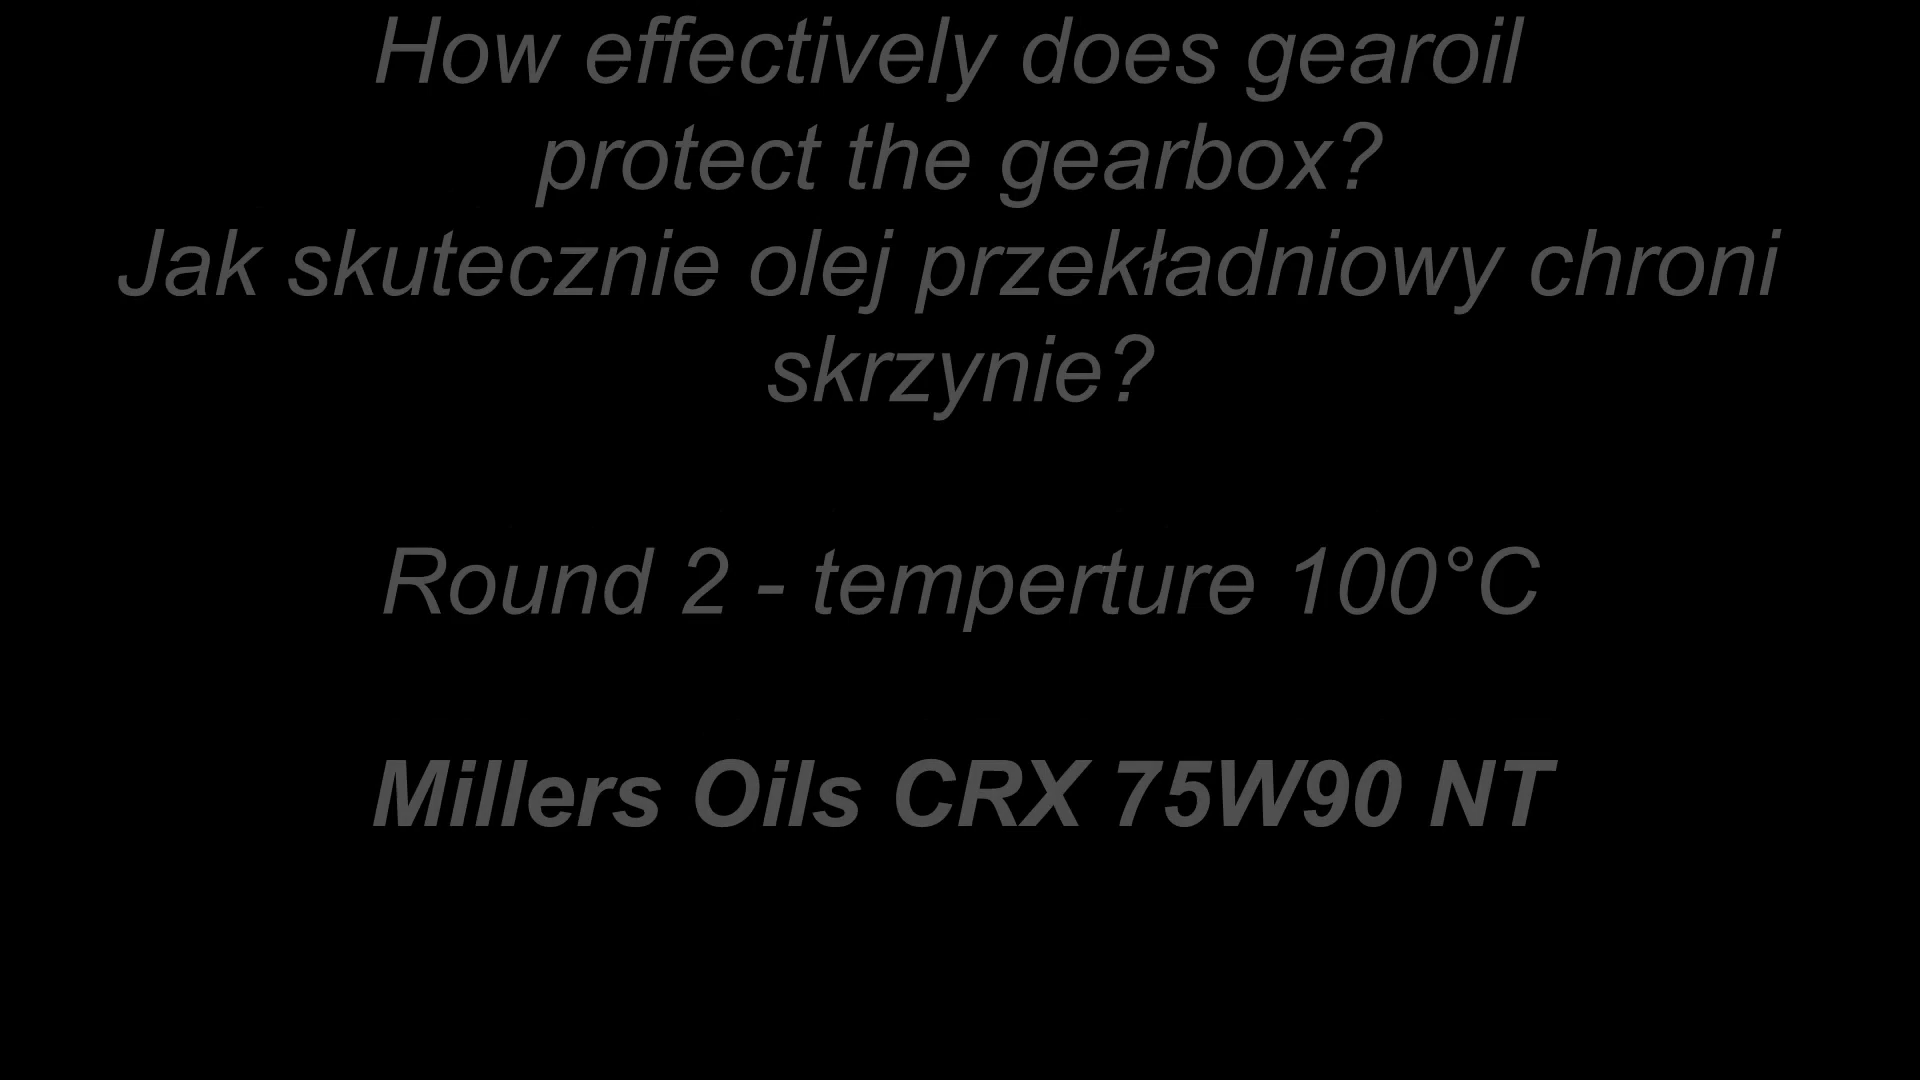 How effectively does gearoil
protect the gearbox?
Jak skutecznie olej przekładniowy chroni
skrzynie?
Round 2 - temperture 100°C
Millers Oils CRX 75W90 NT